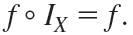 f ∘ I_X = f.